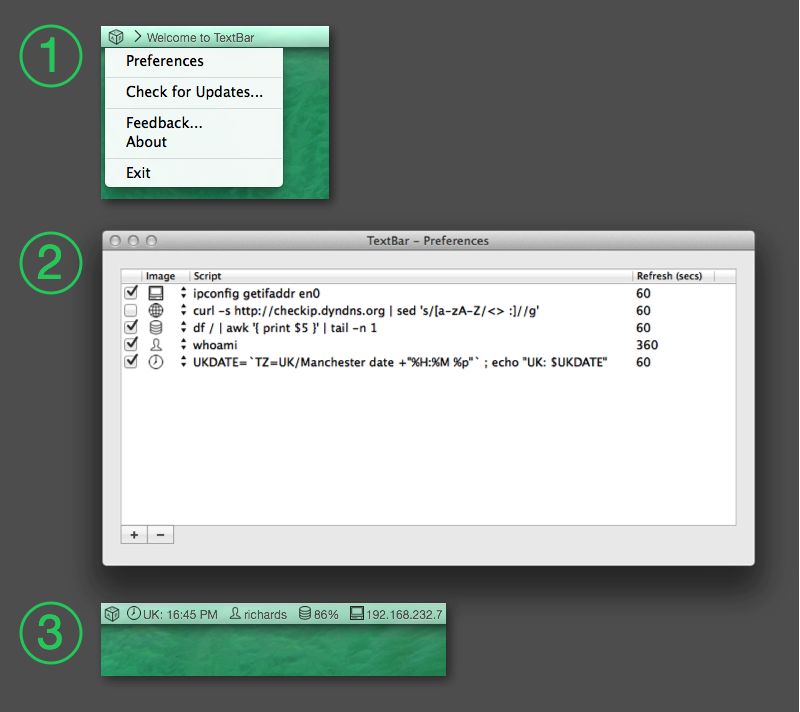 1
Welcome to TextBar
Preferences
Check for Updates...
Feedback...
About
Exit
2
TextBar – Preferences
Image Script Refresh (secs)
ipconfig getifaddr en0 60
curl -s http://checkip.dyndns.org | sed 's/[a-zA-Z/<> :]//g' 60
df / | awk '{ print $5 }' | tail -n 1 60
whoami 360
UKDATE=`TZ=UK/Manchester date +"%H:%M %p"` ; echo "UK: $UKDATE" 60
+ −
3
UK: 16:45 PM richards 86% 192.168.232.7